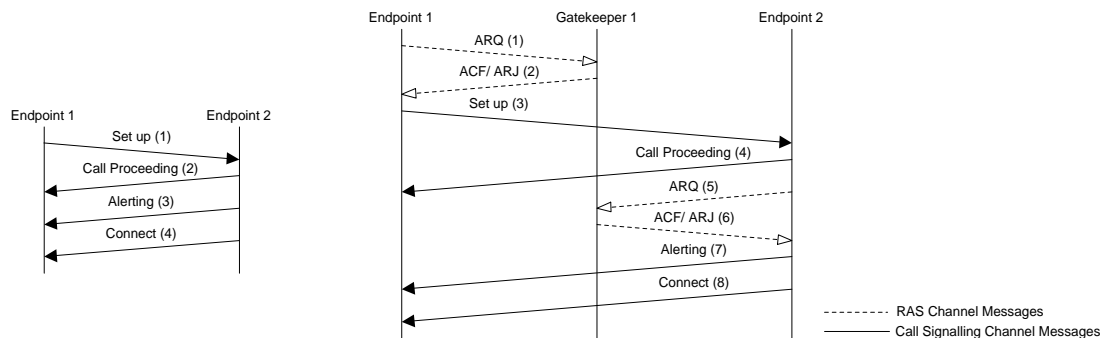 Endpoint 1
Endpoint 2
Set up (1)
Call Proceeding (2)
Alerting (3)
Connect (4)
Endpoint 1
Gatekeeper 1
Endpoint 2
ARQ (1)
ACF/ ARJ (2)
Set up (3)
Call Proceeding (4)
ARQ (5)
ACF/ ARJ (6)
Alerting (7)
Connect (8)
RAS Channel Messages
Call Signalling Channel Messages